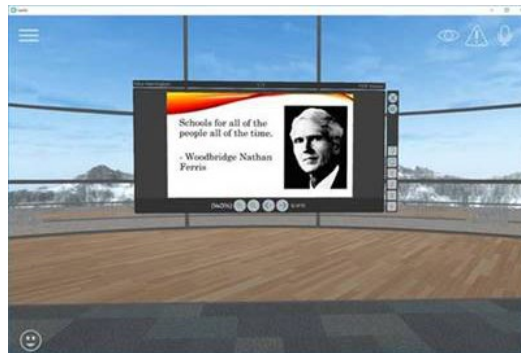 Schools for all of the
people all of the time.
- Woodbridge Nathan
Ferris